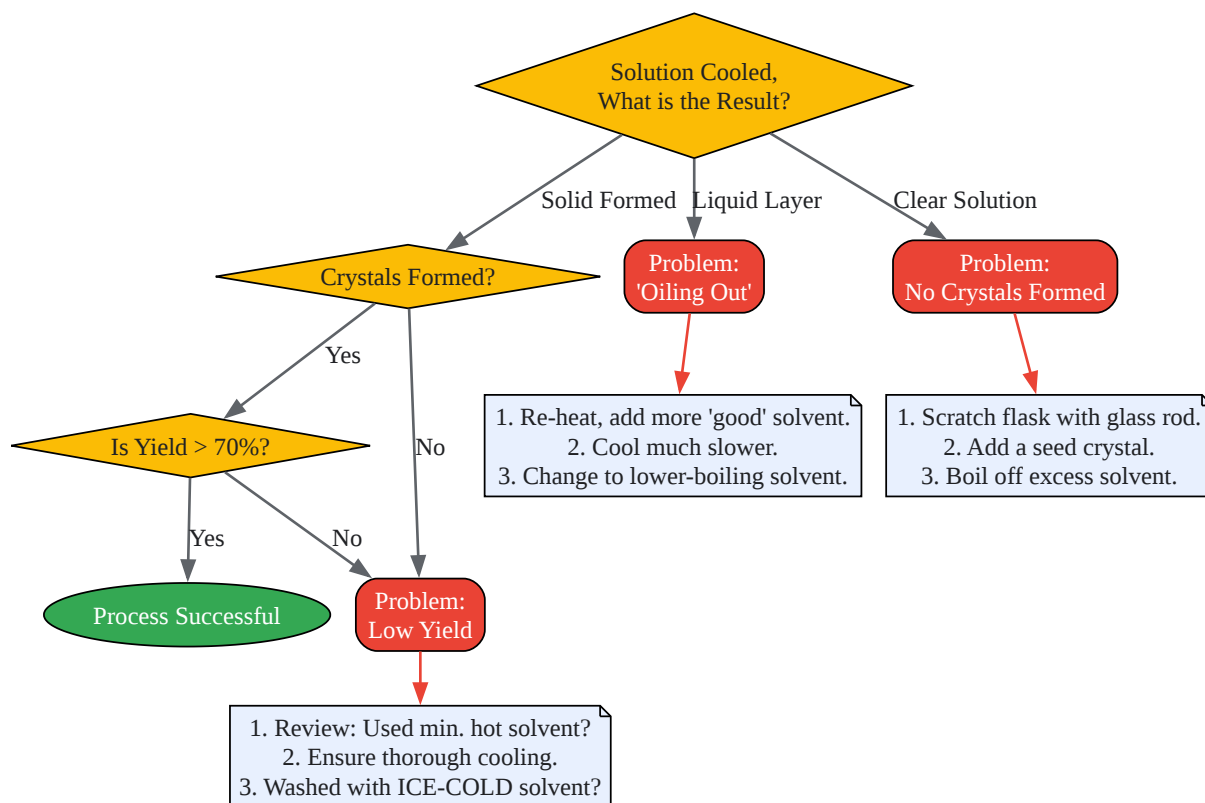 Solution Cooled,
What is the Result?
Solid Formed
Liquid Layer
Clear Solution
Crystals Formed?
Problem:
'Oiling Out'
Problem:
No Crystals Formed
Yes
No
1. Re-heat, add more 'good' solvent.
2. Cool much slower.
3. Change to lower-boiling solvent.
1. Scratch flask with glass rod.
2. Add a seed crystal.
3. Boil off excess solvent.
Is Yield > 70%?
Yes
No
Process Successful
Problem:
Low Yield
1. Review: Used min. hot solvent?
2. Ensure thorough cooling.
3. Washed with ICE-COLD solvent?